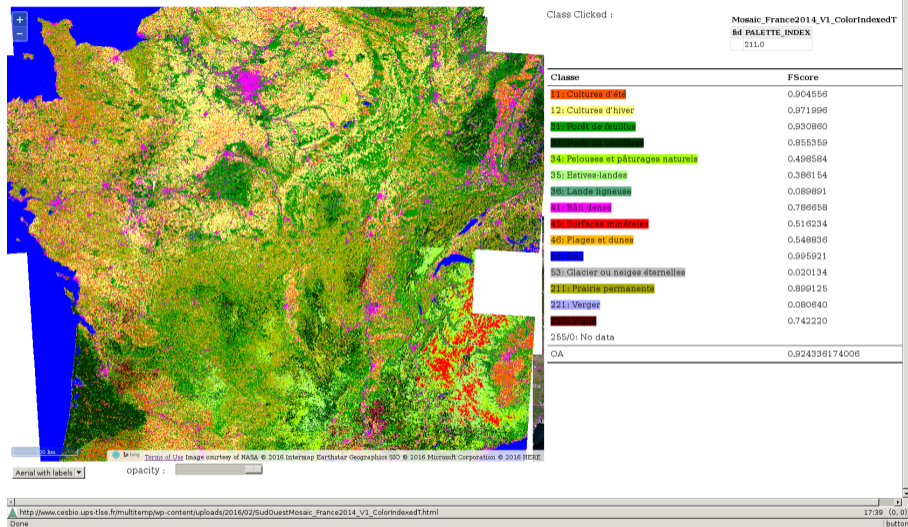 Class Clicked :
Mosaic_France2014_V1_ColorIndexedT
fid PALETTE_INDEX
211.0
Classe FScore
11: Cultures d'été 0.904556
12: Cultures d'hiver 0.971996
31: Forêt de feuillus 0.930860
0.855359
34: Pelouses et pâturages naturels 0.498584
35: Estives-landes 0.386154
36: Lande ligneuse 0.089891
41: Bâti dense 0.786658
45: Surfaces minérales 0.516234
46: Plages et dunes 0.548836
0.995921
53: Glacier ou neiges éternelles 0.020134
211: Prairie permanente 0.899125
221: Verger 0.080640
0.742220
255/0: No data
OA 0.924336174006
+
−
Terms of Use Image courtesy of NASA © 2016 Intermap Earthstar Geographics SIO © 2016 Microsoft Corporation © 2016 HERE
Aerial with labels opacity :
http://www.cesbio.ups-tlse.fr/multitemp/wp-content/uploads/2016/02/SudOuestMosaic_France2014_V1_ColorIndexedT.html 17:39 (0, 0)
Done button